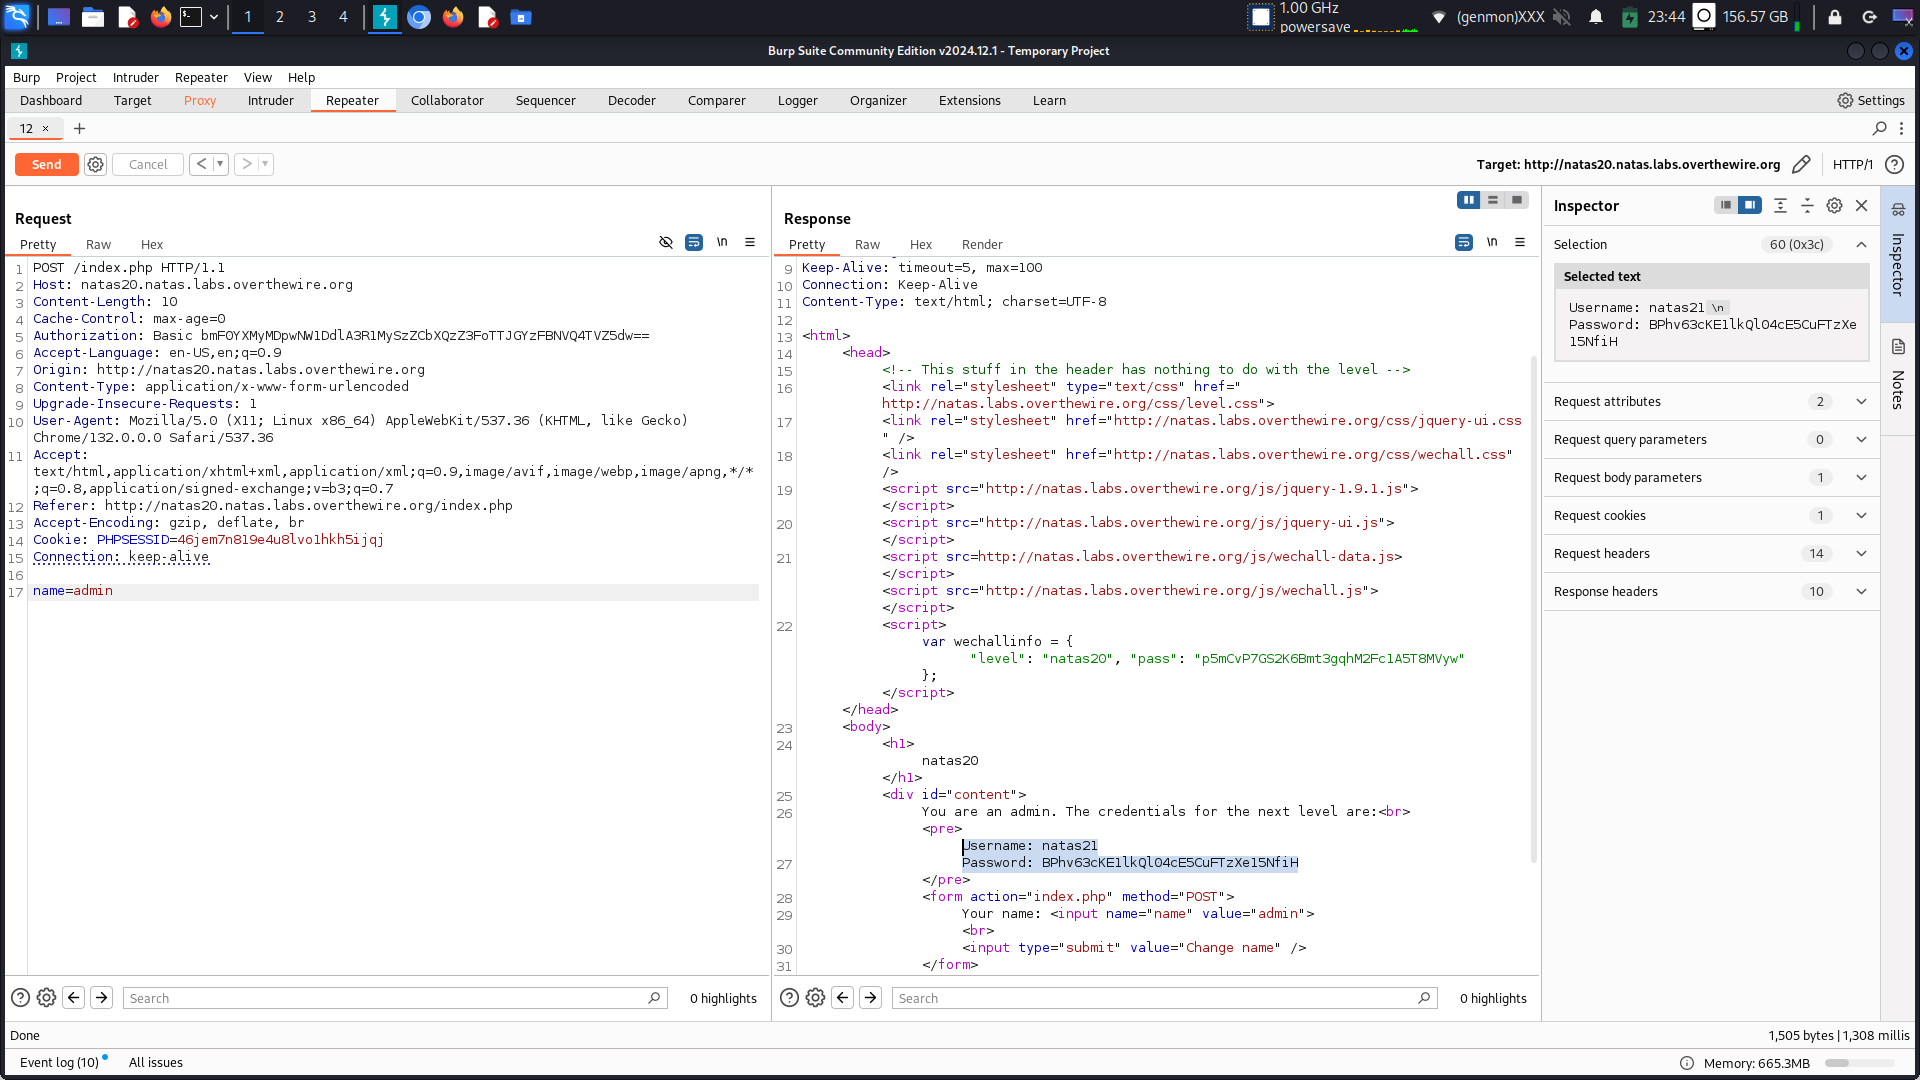 1 2 3 4
1.00 GHz
powersave
(genmon)XXX
23:44
156.57 GB
Burp Suite Community Edition v2024.12.1 - Temporary Project
Burp Project Intruder Repeater View Help
Dashboard Target Proxy Intruder Repeater Collaborator Sequencer Decoder Comparer Logger Organizer Extensions Learn Settings
12 × +
Send Cancel < >
Target: http://natas20.natas.labs.overthewire.org HTTP/1
Request
Pretty Raw Hex \n
1 POST /index.php HTTP/1.1
2 Host: natas20.natas.labs.overthewire.org
3 Content-Length: 10
4 Cache-Control: max-age=0
5 Authorization: Basic bmF0YXMyMDpwNW1DdlA3R1MySzZCbXQzZ3FoTTJGYzFBNVQ4TVZ5dw==
6 Accept-Language: en-US,en;q=0.9
7 Origin: http://natas20.natas.labs.overthewire.org
8 Content-Type: application/x-www-form-urlencoded
9 Upgrade-Insecure-Requests: 1
10 User-Agent: Mozilla/5.0 (X11; Linux x86_64) AppleWebKit/537.36 (KHTML, like Gecko)
Chrome/132.0.0.0 Safari/537.36
11 Accept:
text/html,application/xhtml+xml,application/xml;q=0.9,image/avif,image/webp,image/apng,*/*
;q=0.8,application/signed-exchange;v=b3;q=0.7
12 Referer: http://natas20.natas.labs.overthewire.org/index.php
13 Accept-Encoding: gzip, deflate, br
14 Cookie: PHPSESSID=46jem7n819e4u8lvo1hkh5ijqj
15 Connection: keep-alive
16
17 name=admin
Search 0 highlights
Response
Pretty Raw Hex Render \n
9 Keep-Alive: timeout=5, max=100
10 Connection: Keep-Alive
11 Content-Type: text/html; charset=UTF-8
12
13 <html>
14 <head>
15 <!-- This stuff in the header has nothing to do with the level -->
16 <link rel="stylesheet" type="text/css" href="
http://natas.labs.overthewire.org/css/level.css">
17 <link rel="stylesheet" href="http://natas.labs.overthewire.org/css/jquery-ui.css
" />
18 <link rel="stylesheet" href="http://natas.labs.overthewire.org/css/wechall.css"
/>
19 <script src="http://natas.labs.overthewire.org/js/jquery-1.9.1.js">
</script>
20 <script src="http://natas.labs.overthewire.org/js/jquery-ui.js">
</script>
21 <script src=http://natas.labs.overthewire.org/js/wechall-data.js>
</script>
<script src="http://natas.labs.overthewire.org/js/wechall.js">
</script>
22 <script>
var wechallinfo = {
"level": "natas20", "pass": "p5mCvP7GS2K6Bmt3gqhM2Fc1A5T8MVyw"
};
</script>
</head>
23 <body>
24 <h1>
natas20
</h1>
25 <div id="content">
26 You are an admin. The credentials for the next level are:<br>
<pre>
Username: natas21
27 Password: BPhv63cKE1lkQl04cE5CuFTzXe15NfiH
</pre>
28 <form action="index.php" method="POST">
29 Your name: <input name="name" value="admin">
<br>
30 <input type="submit" value="Change name" />
31 </form>
Search 0 highlights
Inspector
Selection 60 (0x3c)
Selected text
Username: natas21 \n
Password: BPhv63cKE1lkQl04cE5CuFTzXe
15NfiH
Request attributes 2
Request query parameters 0
Request body parameters 1
Request cookies 1
Request headers 14
Response headers 10
Inspector
Notes
Done
1,505 bytes | 1,308 millis
Event log (10) All issues
Memory: 665.3MB